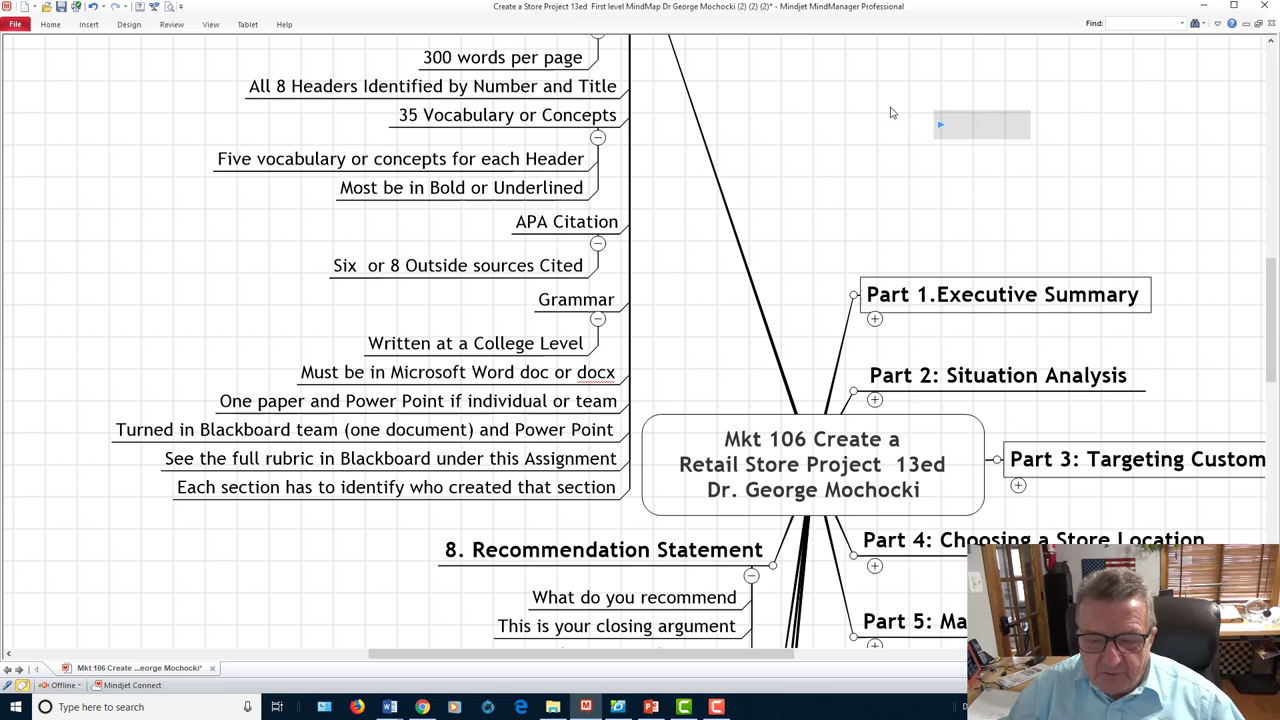 Create a Store Project 13ed First level MindMap Dr George Mochocki (2) (2) (2)* - Mindjet MindManager Professional
File Home Insert Design Review View Tablet Help Find:
300 words per page
All 8 Headers Identified by Number and Title
35 Vocabulary or Concepts
Five vocabulary or concepts for each Header
Most be in Bold or Underlined
APA Citation
Six or 8 Outside sources Cited
Grammar
Written at a College Level
Must be in Microsoft Word doc or docx
One paper and Power Point if individual or team
Turned in Blackboard team (one document) and Power Point
See the full rubric in Blackboard under this Assignment
Each section has to identify who created that section
Part 1.Executive Summary
Part 2: Situation Analysis
Mkt 106 Create a
Retail Store Project 13ed
Dr. George Mochocki
Part 3: Targeting Custom
Part 4: Choosing a Store Location
Part 5: Ma
8. Recommendation Statement
What do you recommend
This is your closing argument
Mkt 106 Create ...eorge Mochocki*
Offline Mindjet Connect
Type here to search